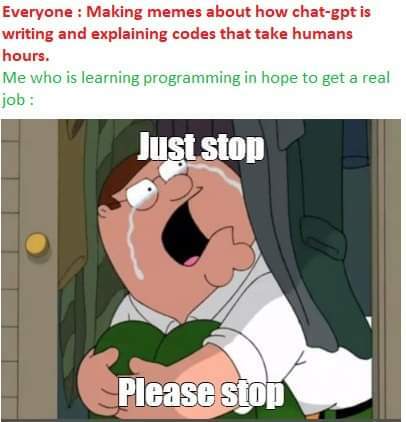 Everyone : Making memes about how chat-gpt is
writing and explaining codes that take humans
hours.
Me who is learning programming in hope to get a real
job :
Just stop
Please stop